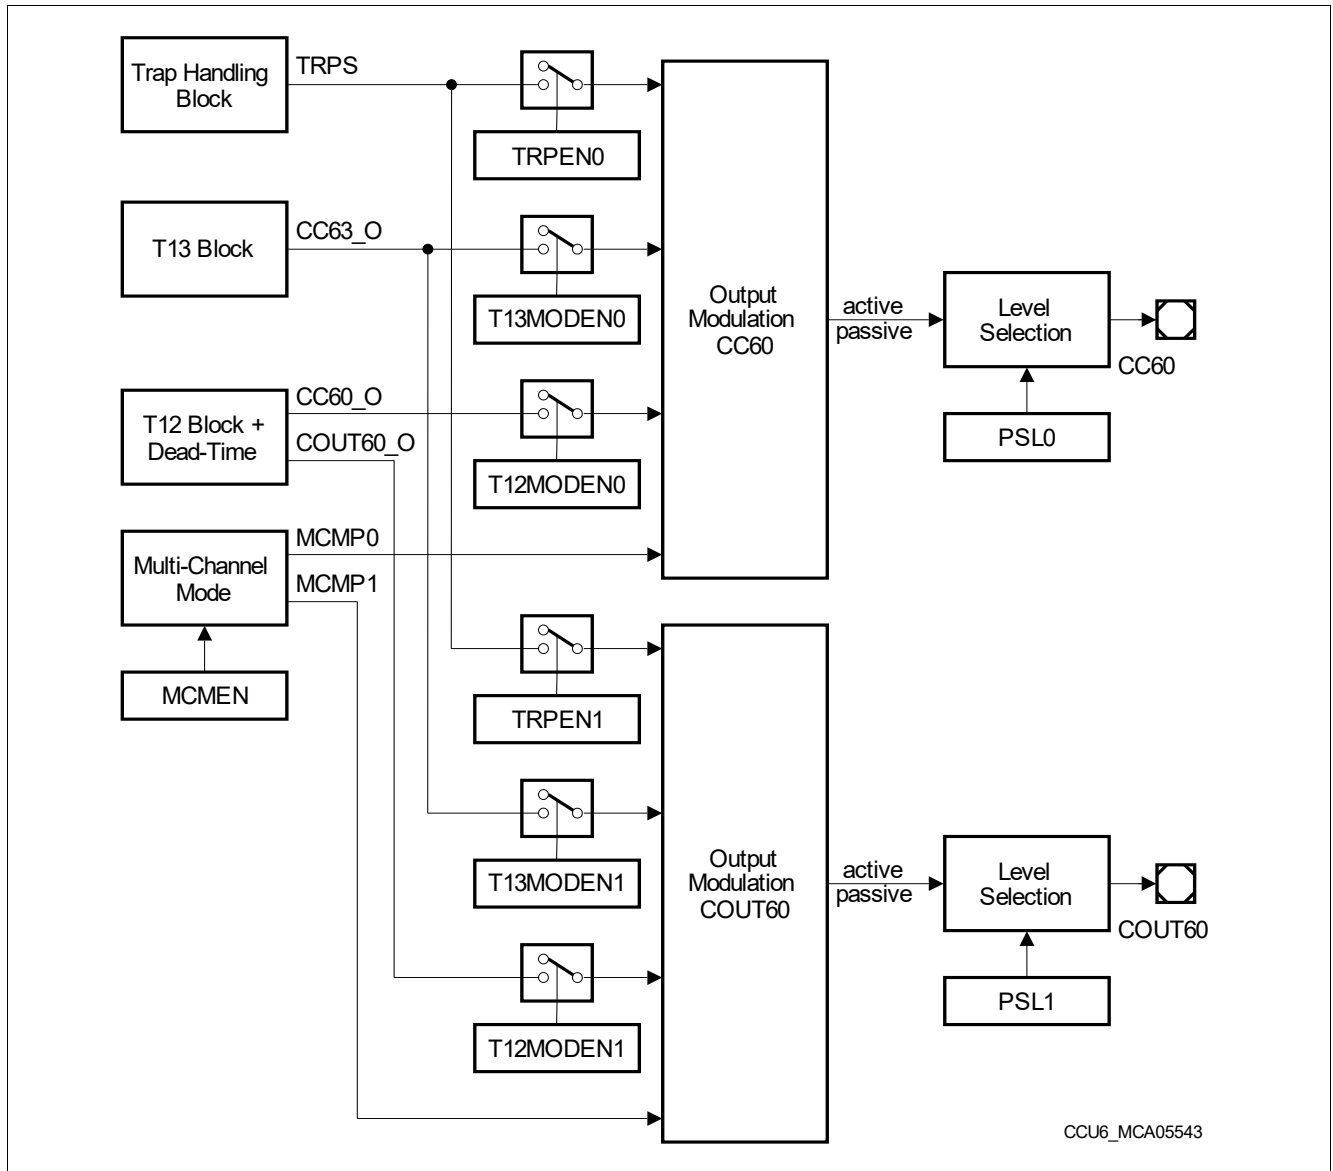 Trap Handling
Block
TRPS
TRPEN0
T13 Block
CC63_O
T13MODEN0
Output
Modulation
CC60
active
passive
Level
Selection
CC60
PSL0
T12 Block +
Dead-Time
CC60_O
COUT60_O
T12MODEN0
Multi-Channel
Mode
MCMP0
MCMP1
MCMEN
TRPEN1
T13MODEN1
Output
Modulation
COUT60
active
passive
Level
Selection
COUT60
PSL1
T12MODEN1
CCU6_MCA05543